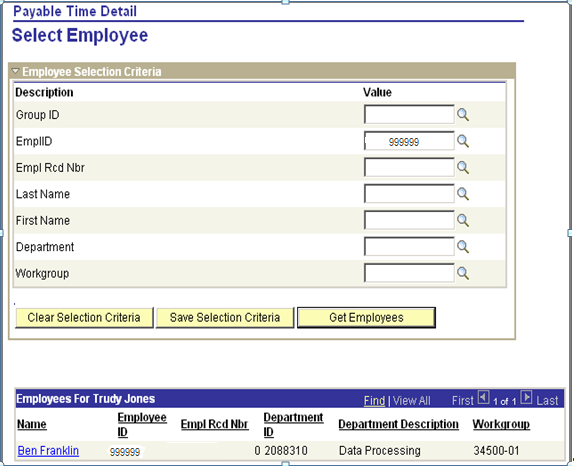 Payable Time Detail
Select Employee
Employee Selection Criteria
Description Value
Group ID
EmplID 999999
Empl Rcd Nbr
Last Name
First Name
Department
Workgroup
Clear Selection Criteria Save Selection Criteria Get Employees
Employees For Trudy Jones Find | View All First 1 of 1 Last
Name Employee ID Empl Rcd Nbr Department ID Department Description Workgroup
Ben Franklin 999999 0 2088310 Data Processing 34500-01